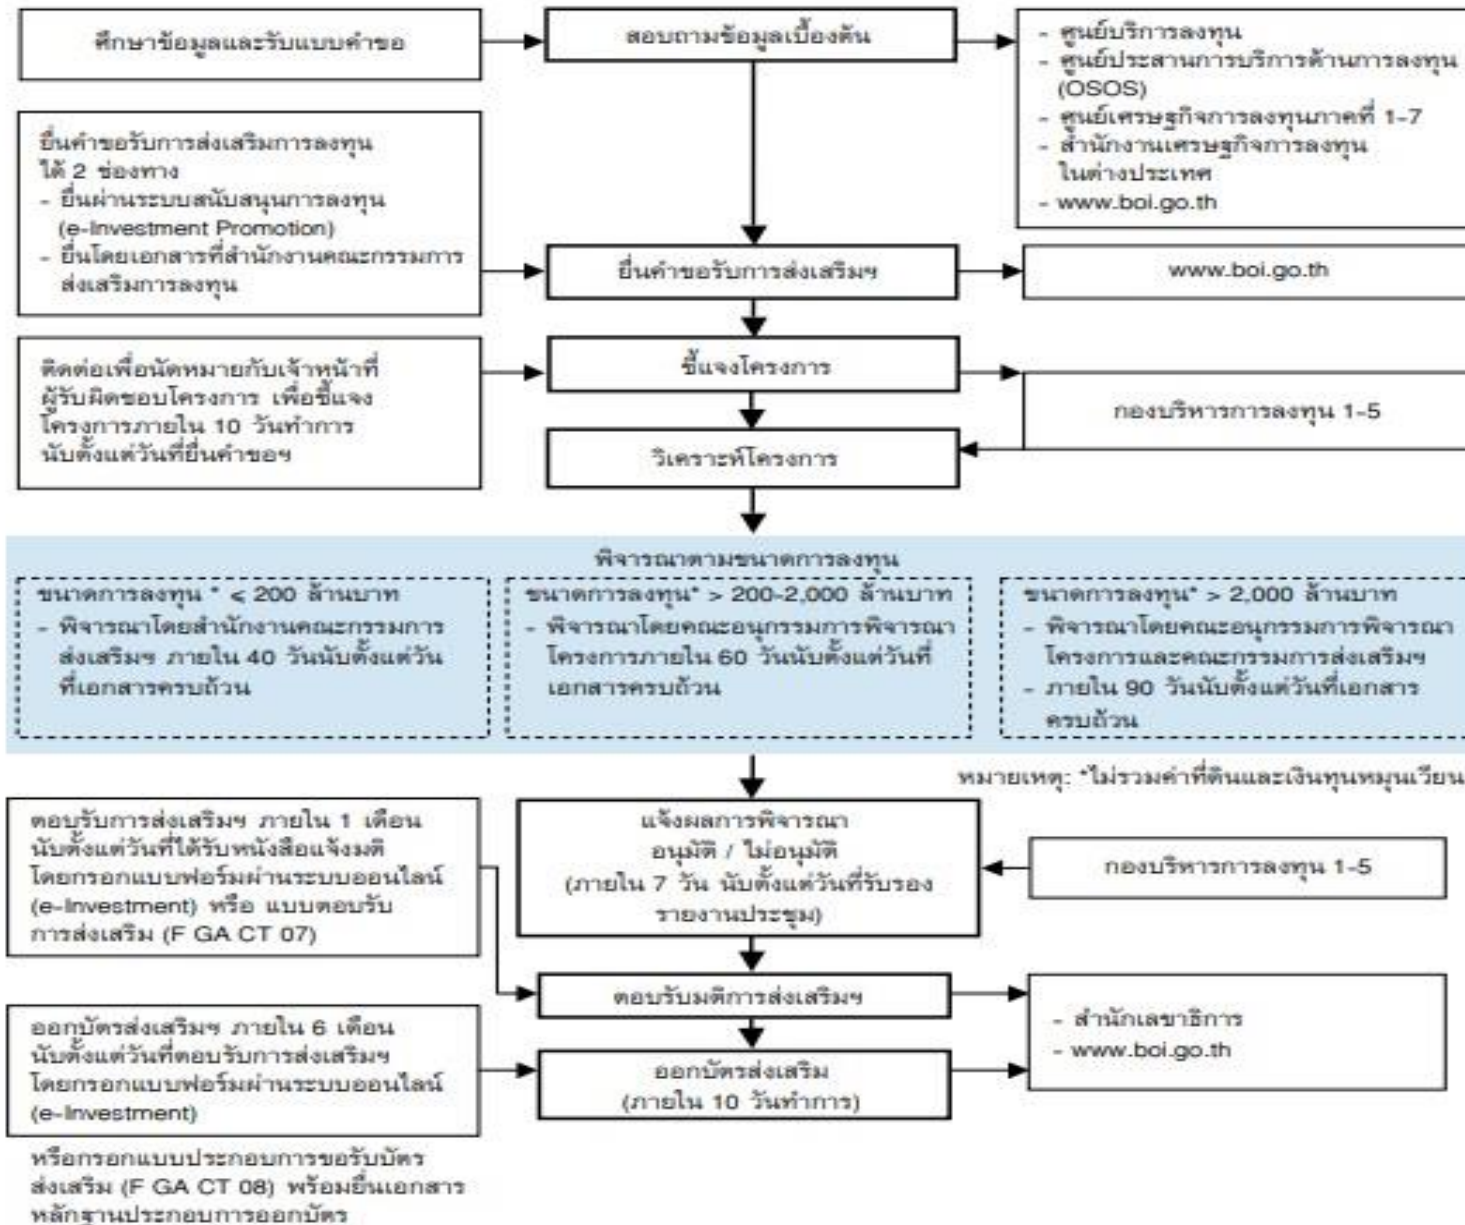 ศึกษาข้อมูลและรับแบบคำขอ
สอบถามข้อมูลเบื้องต้น
- ศูนย์บริการลงทุน
- ศูนย์ประสานการบริการด้านการลงทุน
(OSOS)
- ศูนย์เศรษฐกิจการลงทุนภาคที่ 1-7
- สำนักงานเศรษฐกิจการลงทุน
ในต่างประเทศ
- www.boi.go.th
ยื่นคำขอรับการส่งเสริมการลงทุน
ได้ 2 ช่องทาง
- ยื่นผ่านระบบสนับสนุนการลงทุน
(e-Investment Promotion)
- ยื่นโดยเอกสารที่สำนักงานคณะกรรมการ
ส่งเสริมการลงทุน
ยื่นคำขอรับการส่งเสริมฯ
www.boi.go.th
ติดต่อเพื่อนัดหมายกับเจ้าหน้าที่
ผู้รับผิดชอบโครงการ เพื่อชี้แจง
โครงการภายใน 10 วันทำการ
นับตั้งแต่วันที่ยื่นคำขอฯ
ชี้แจงโครงการ
กองบริหารการลงทุน 1-5
วิเคราะห์โครงการ
พิจารณาตามขนาดการลงทุน
ขนาดการลงทุน * ≤ 200 ล้านบาท
- พิจารณาโดยสำนักงานคณะกรรมการ
ส่งเสริมฯ ภายใน 40 วันนับตั้งแต่วัน
ที่เอกสารครบถ้วน
ขนาดการลงทุน* > 200-2,000 ล้านบาท
- พิจารณาโดยคณะอนุกรรมการพิจารณา
โครงการภายใน 60 วันนับตั้งแต่วันที่
เอกสารครบถ้วน
ขนาดการลงทุน* > 2,000 ล้านบาท
- พิจารณาโดยคณะอนุกรรมการพิจารณา
โครงการและคณะกรรมการส่งเสริมฯ
- ภายใน 90 วันนับตั้งแต่วันที่เอกสาร
ครบถ้วน
หมายเหตุ: *ไม่รวมค่าที่ดินและเงินทุนหมุนเวียน
ตอบรับการส่งเสริมฯ ภายใน 1 เดือน
นับตั้งแต่วันที่ได้รับหนังสือแจ้งมติ
โดยกรอกแบบฟอร์มผ่านระบบออนไลน์
(e-Investment) หรือ แบบตอบรับ
การส่งเสริม (F GA CT 07)
แจ้งผลการพิจารณา
อนุมัติ / ไม่อนุมัติ
(ภายใน 7 วัน นับตั้งแต่วันที่รับรอง
รายงานประชุม)
กองบริหารการลงทุน 1-5
ตอบรับมติการส่งเสริมฯ
- สำนักเลขาธิการ
- www.boi.go.th
ออกบัตรส่งเสริมฯ ภายใน 6 เดือน
นับตั้งแต่วันที่ตอบรับการส่งเสริมฯ
โดยกรอกแบบฟอร์มผ่านระบบออนไลน์
(e-Investment)
ออกบัตรส่งเสริม
(ภายใน 10 วันทำการ)
หรือกรอกแบบประกอบการขอรับบัตร
ส่งเสริม (F GA CT 08) พร้อมยื่นเอกสาร
หลักฐานประกอบการออกบัตร